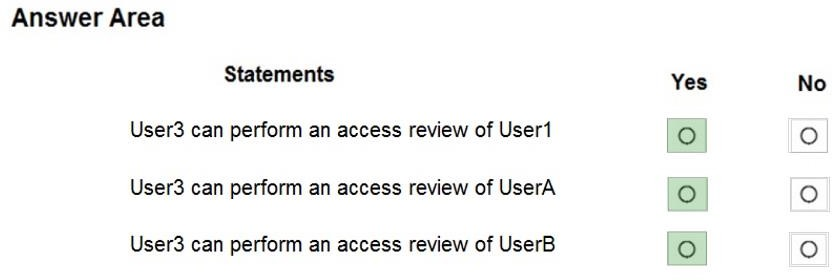 Answer Area
Statements Yes No
User3 can perform an access review of User1
User3 can perform an access review of UserA
User3 can perform an access review of UserB